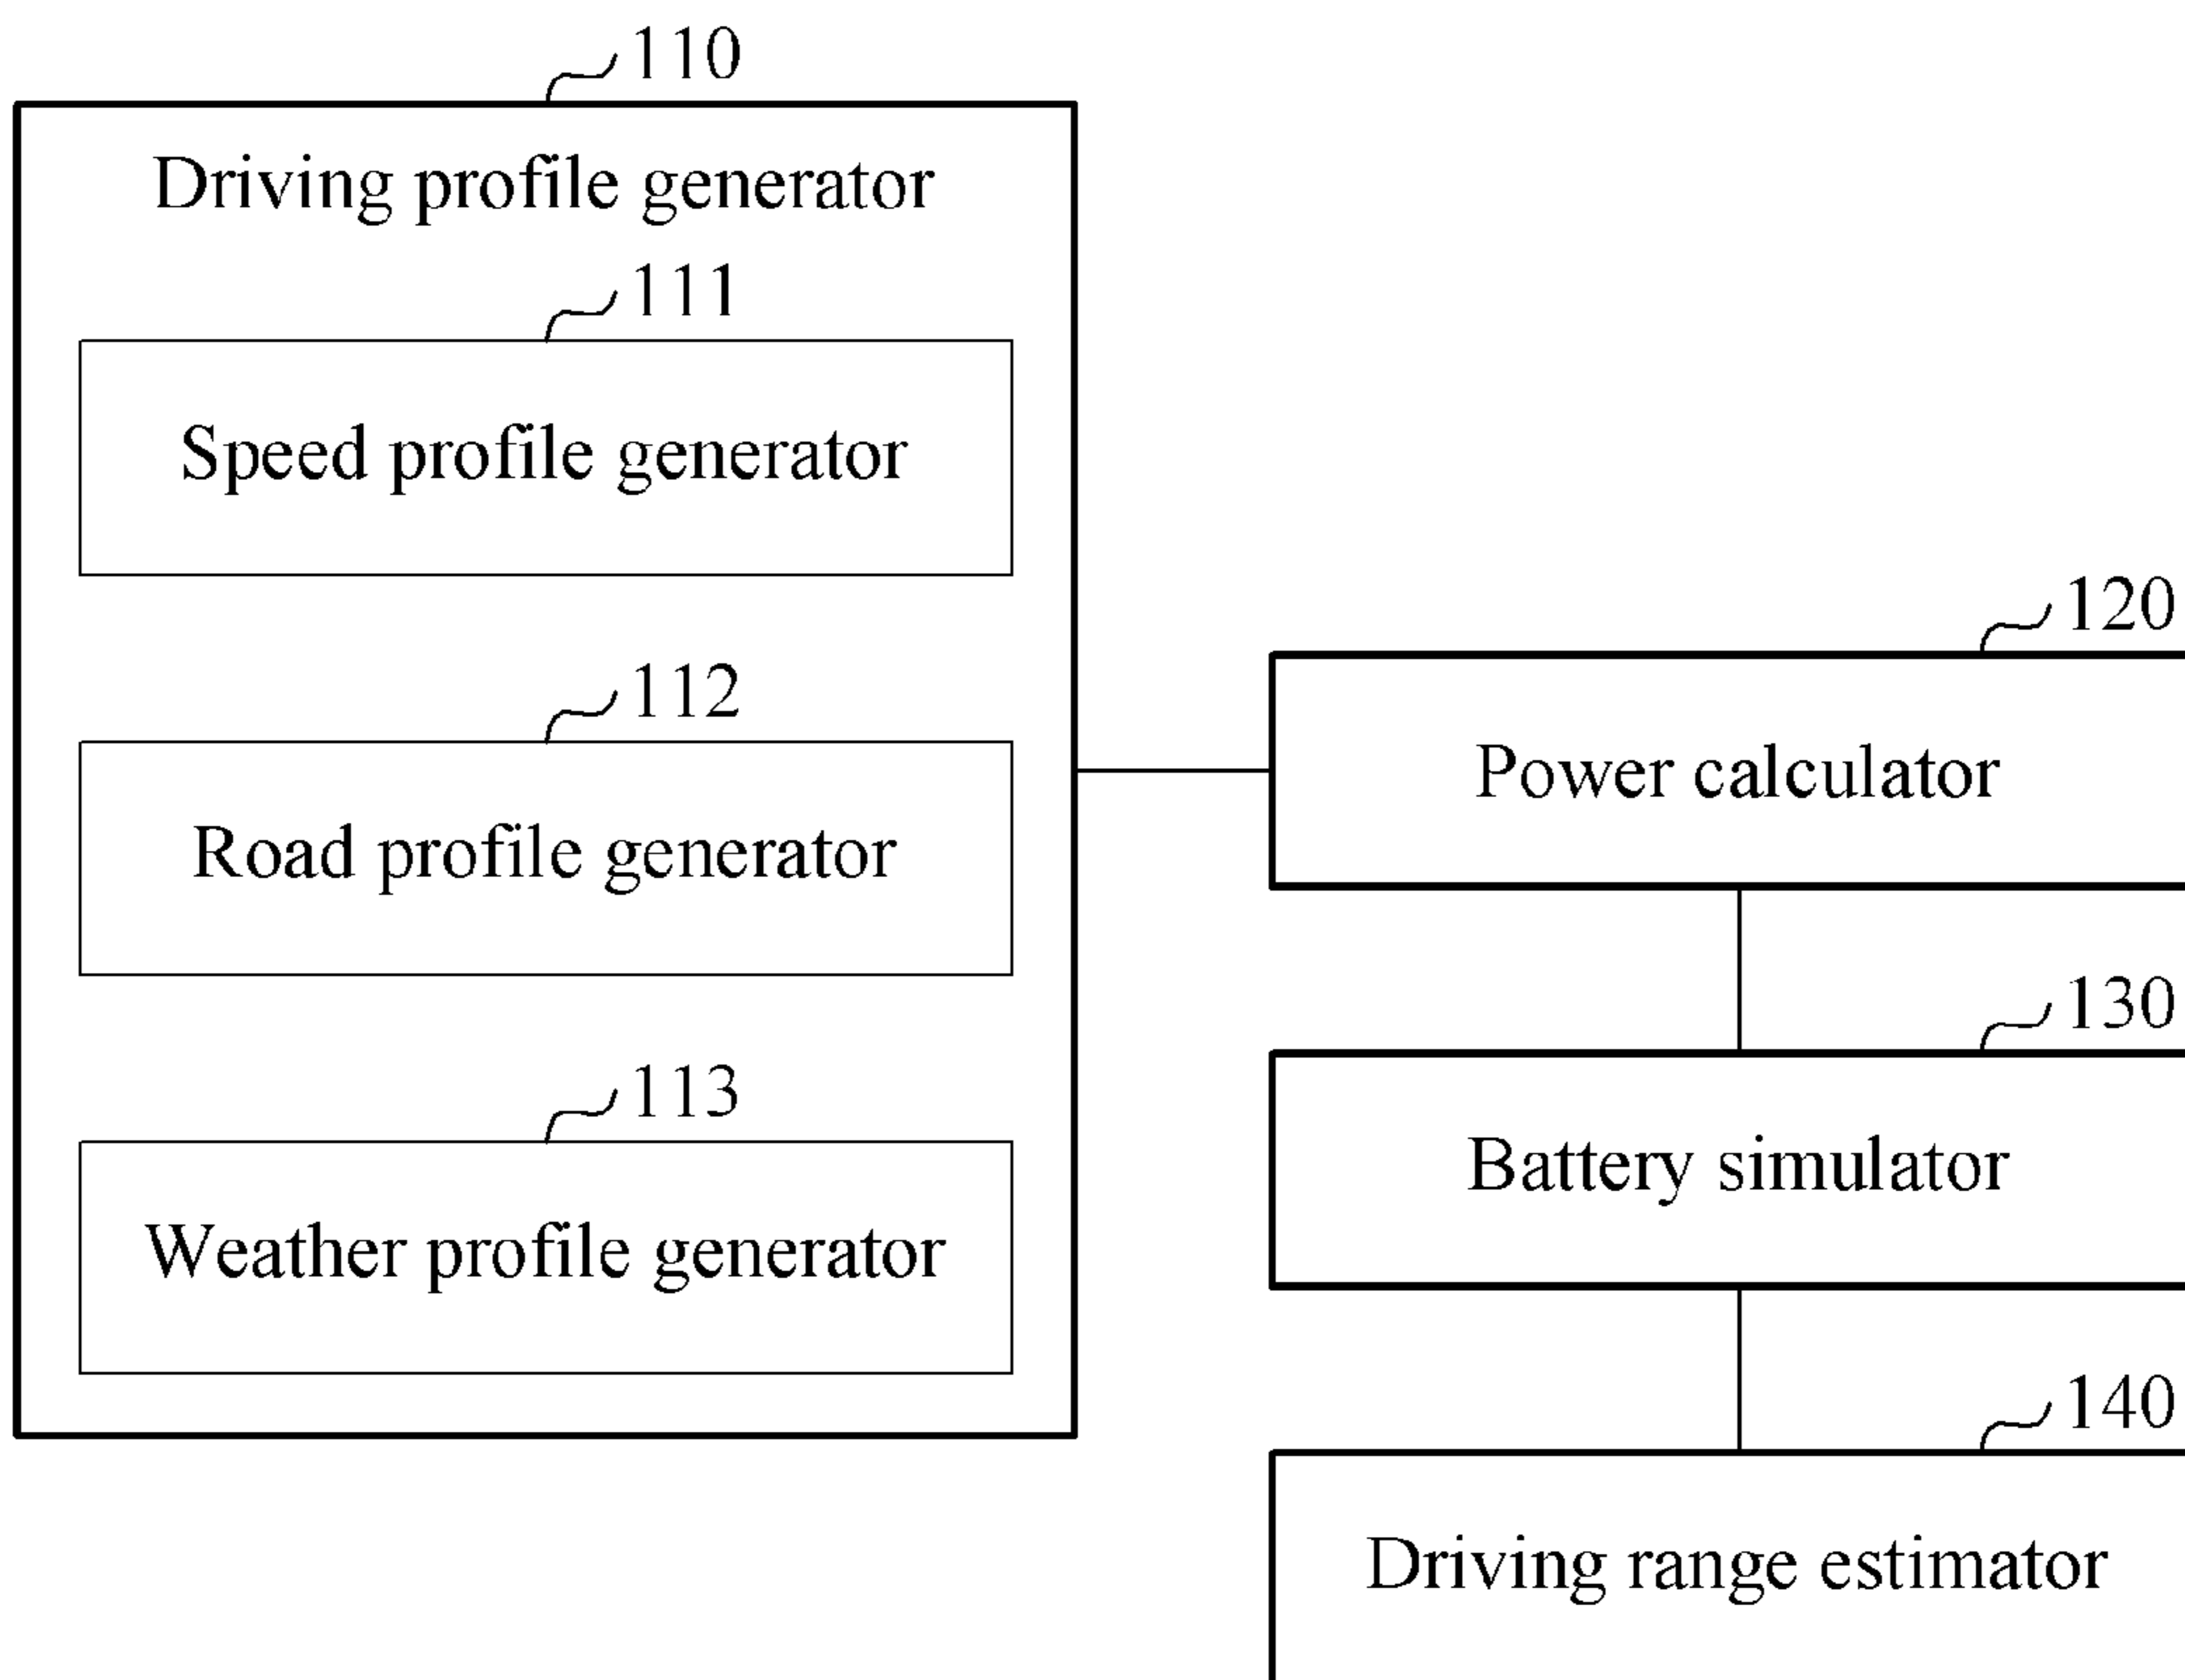 110
Driving profile generator
111
Speed profile generator
112
Road profile generator
113
Weather profile generator
120
Power calculator
130
Battery simulator
140
Driving range estimator